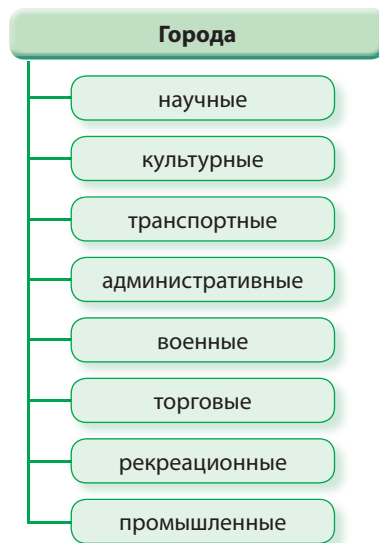 Города
научные
культурные
транспортные
административные
военные
торговые
рекреационные
промышленные